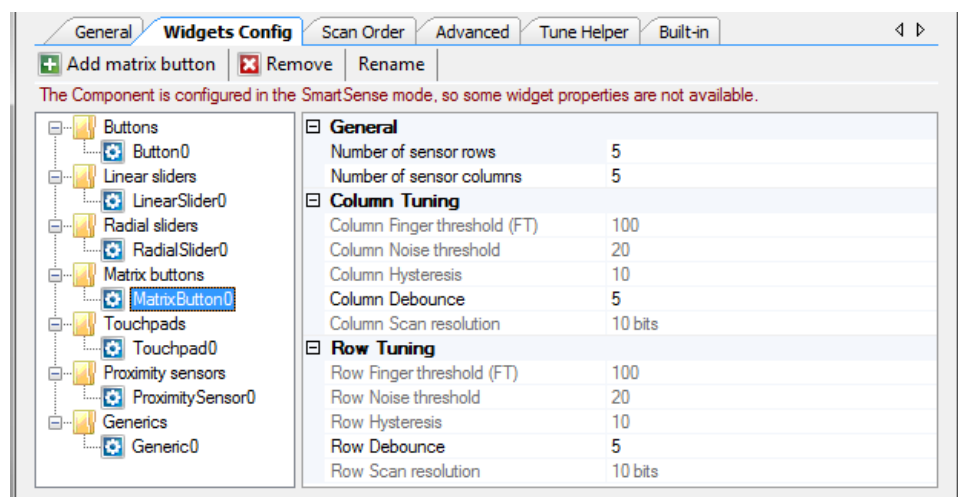 General Widgets Config Scan Order Advanced Tune Helper Built-in
Add matrix button Remove Rename
The Component is configured in the SmartSense mode, so some widget properties are not available.
Buttons
Button0
Linear sliders
LinearSlider0
Radial sliders
RadialSlider0
Matrix buttons
MatrixButton0
Touchpads
Touchpad0
Proximity sensors
ProximitySensor0
Generics
Generic0
General
Number of sensor rows 5
Number of sensor columns 5
Column Tuning
Column Finger threshold (FT) 100
Column Noise threshold 20
Column Hysteresis 10
Column Debounce 5
Column Scan resolution 10 bits
Row Tuning
Row Finger threshold (FT) 100
Row Noise threshold 20
Row Hysteresis 10
Row Debounce 5
Row Scan resolution 10 bits